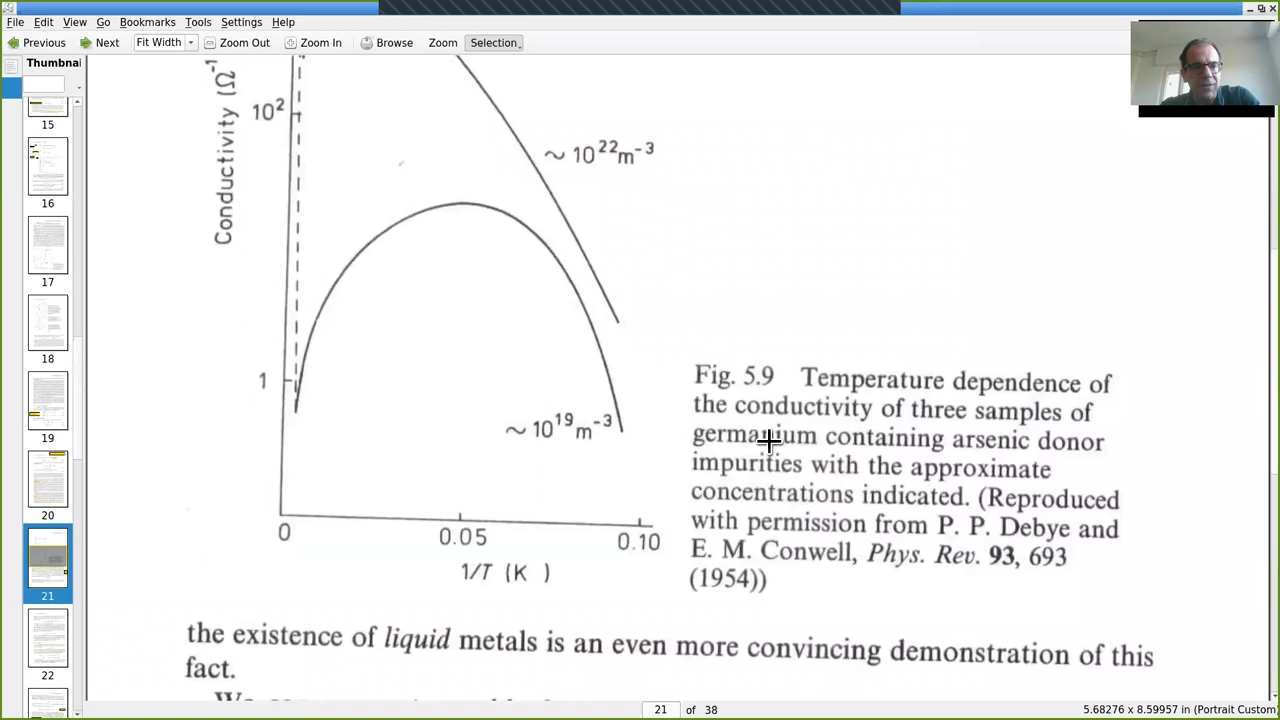 File Edit View Go Bookmarks Tools Settings Help
Previous Next Fit Width Zoom Out Zoom In Browse Zoom Selection
Thumbnai
15
16
17
18
19
20
21
22
Conductivity (Ω⁻¹
10²
~ 10²²m⁻³
1
~ 10¹⁹m⁻³
0 0.05 0.10
1/T (K )
Fig. 5.9 Temperature dependence of
the conductivity of three samples of
germanium containing arsenic donor
impurities with the approximate
concentrations indicated. (Reproduced
with permission from P. P. Debye and
E. M. Conwell, Phys. Rev. 93, 693
(1954))
the existence of liquid metals is an even more convincing demonstration of this
fact.
21 of 38
5.68276 x 8.59957 in (Portrait Custom)